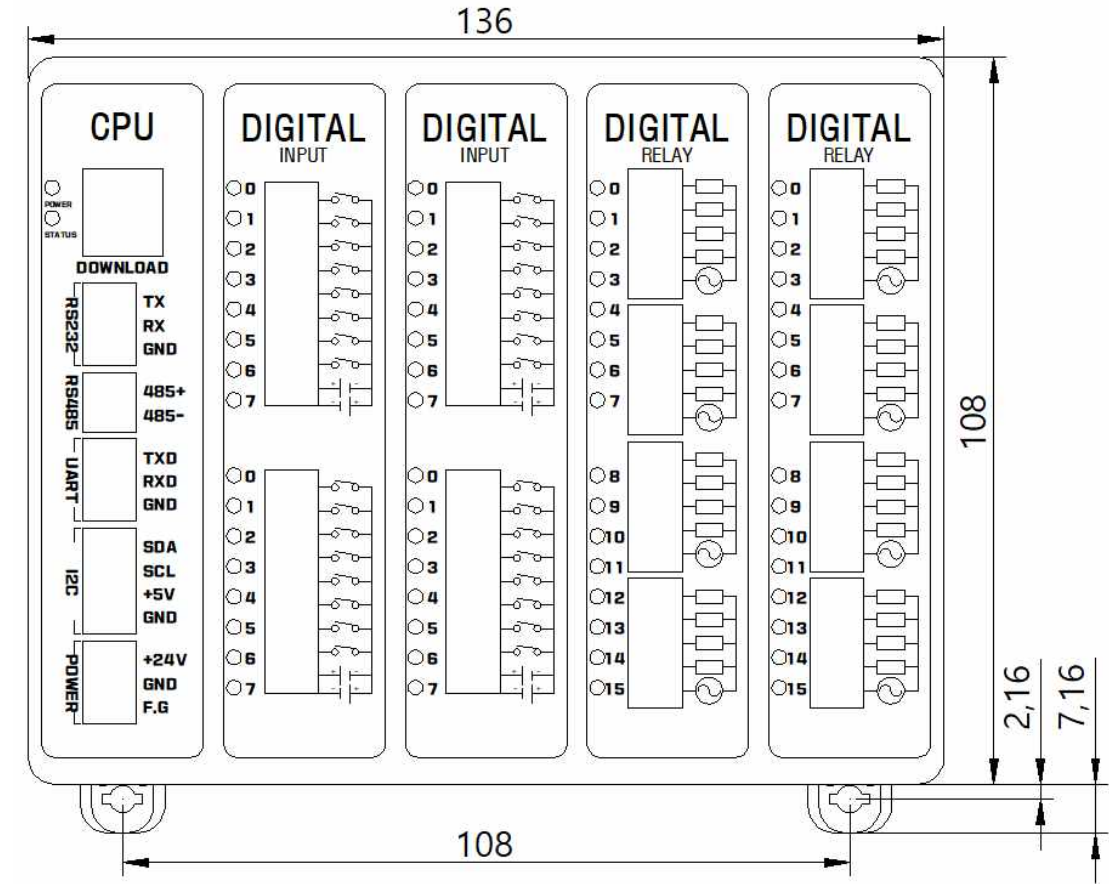 136
CPU
POWER
STATUS
DOWNLOAD
RS232
TX
RX
GND
RS485
485+
485-
UART
TXD
RXD
GND
I2C
SDA
SCL
+5V
GND
POWER
+24V
GND
F.G
DIGITAL
INPUT
0
1
2
3
4
5
6
7
0
1
2
3
4
5
6
7
DIGITAL
INPUT
0
1
2
3
4
5
6
7
0
1
2
3
4
5
6
7
DIGITAL
RELAY
0
1
2
3
4
5
6
7
8
9
10
11
12
13
14
15
DIGITAL
RELAY
0
1
2
3
4
5
6
7
8
9
10
11
12
13
14
15
108
2,16
7,16
108